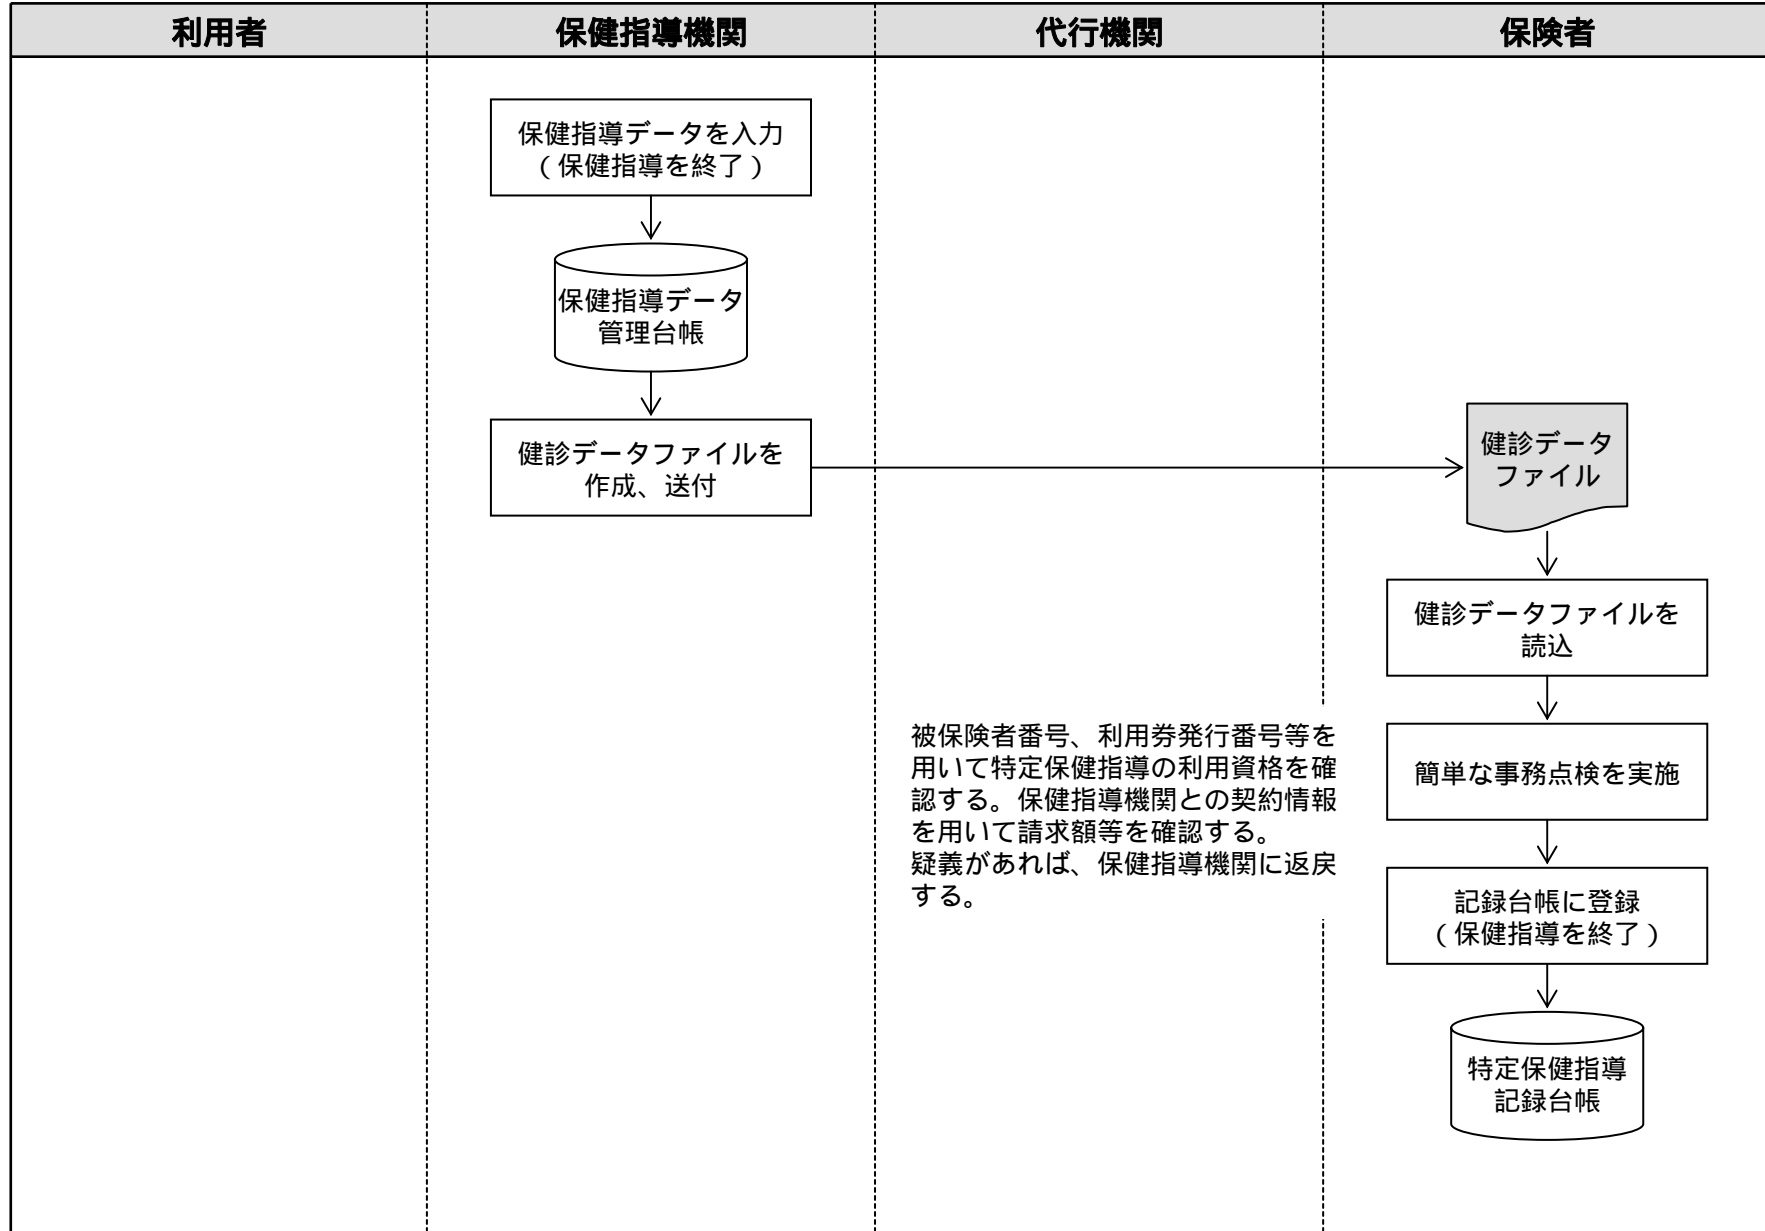 利用者
保健指導機関
代行機関
保険者
保健指導データを入力
（保健指導を終了）
保健指導データ
管理台帳
健診データファイルを
作成、送付
健診データ
ファイル
健診データファイルを
読込
被保険者番号、利用券発行番号等を
用いて特定保健指導の利用資格を確
認する。保健指導機関との契約情報
を用いて請求額等を確認する。
疑義があれば、保健指導機関に返戻
する。
簡単な事務点検を実施
記録台帳に登録
（保健指導を終了）
特定保健指導
記録台帳